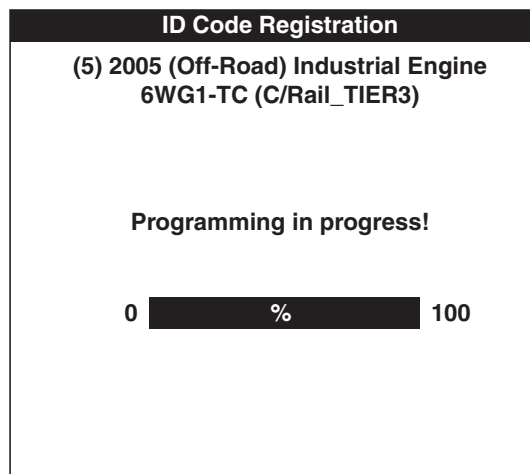 ID Code Registration
(5) 2005 (Off-Road) Industrial Engine
6WG1-TC (C/Rail_TIER3)
Programming in progress!
0 % 100